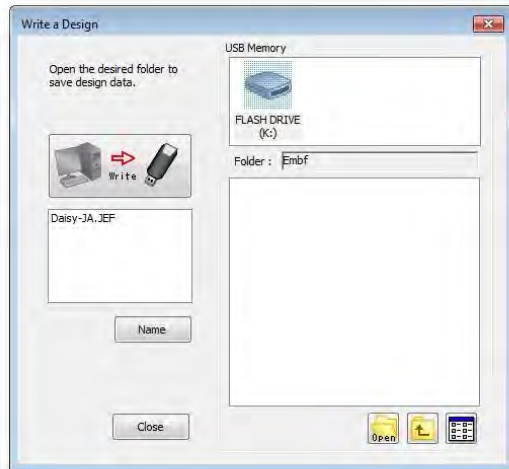 Write a Design
Open the desired folder to
save design data.
Write
Daisy-JA.JEF
Name
Close
USB Memory
FLASH DRIVE
(K:)
Folder : Embf
Open